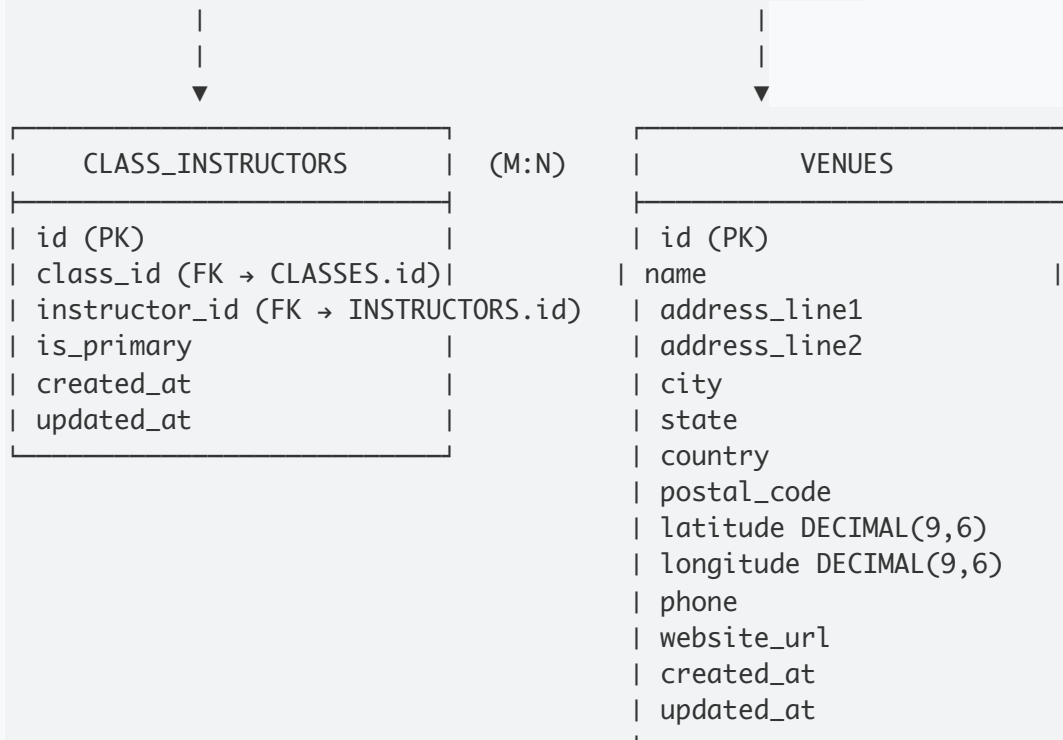 CLASS_INSTRUCTORS | (M:N) | VENUES
| id (PK) | | id (PK)
| class_id (FK → CLASSES.id)| | name |
| instructor_id (FK → INSTRUCTORS.id) | address_line1
| is_primary | | address_line2
| created_at | | city
| updated_at | | state
| country
| postal_code
| latitude DECIMAL(9,6)
| longitude DECIMAL(9,6)
| phone
| website_url
| created_at
| updated_at